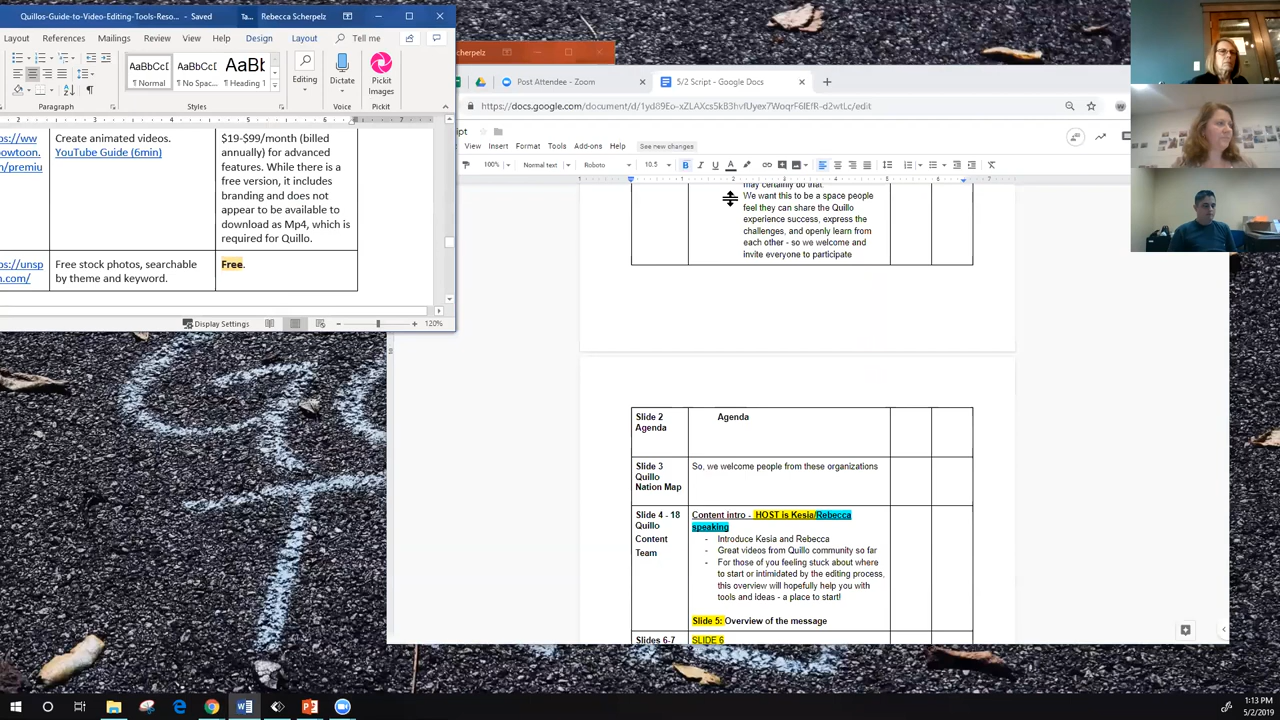 Quillos-Guide-to-Video-Editing-Tools-Reso... - Saved
Ta...
Rebecca Scherpelz
Layout
References
Mailings
Review
View
Help
Design
Layout
Tell me
AaBbCcD
AaBbCcD
AaBb
¶ Normal
¶ No Spac...
¶ Heading 1
Editing
Dictate
Pickit
Images
Paragraph
Styles
Voice
Pickit
Create animated videos.
YouTube Guide (6min)
$19-$99/month (billed
annually) for advanced
features. While there is a
free version, it includes
branding and does not
appear to be available to
download as Mp4, which is
required for Quillo.
Free stock photos, searchable
by theme and keyword.
Free.
Display Settings
120%
Post Attendee - Zoom
5/2 Script - Google Docs
View
Insert
Format
Tools
Add-ons
Help
See new changes
100%
Normal text
Roboto
10.5
may certainly do that.
We want this to be a space people
feel they can share the Quillo
experience success, express the
challenges, and openly learn from
each other - so we welcome and
invite everyone to participate
Slide 2
Agenda
Agenda
Slide 3
Quillo
Nation Map
So, we welcome people from these organizations
Slide 4 - 18
Quillo
Content
Team
Content intro - HOST is Kesia/Rebecca
speaking
- Introduce Kesia and Rebecca
- Great videos from Quillo community so far
- For those of you feeling stuck about where
to start or intimidated by the editing process,
this overview will hopefully help you with
tools and ideas - a place to start!
Slide 5: Overview of the message
Slides 6-7
SLIDE 6
1:13 PM
5/2/2019